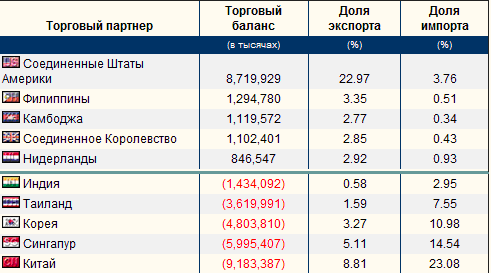 Торговый партнер Торговый баланс Доля экспорта Доля импорта
(в тысячах) (%) (%)
Соединенные Штаты Америки 8,719,929 22.97 3.76
Филиппины 1,294,780 3.35 0.51
Камбоджа 1,119,572 2.77 0.34
Соединенное Королевство 1,102,401 2.85 0.43
Нидерланды 846,547 2.92 0.93
Индия (1,434,092) 0.58 2.95
Таиланд (3,619,991) 1.59 7.55
Корея (4,803,810) 3.27 10.98
Сингапур (5,995,407) 5.11 14.54
Китай (9,183,387) 8.81 23.08